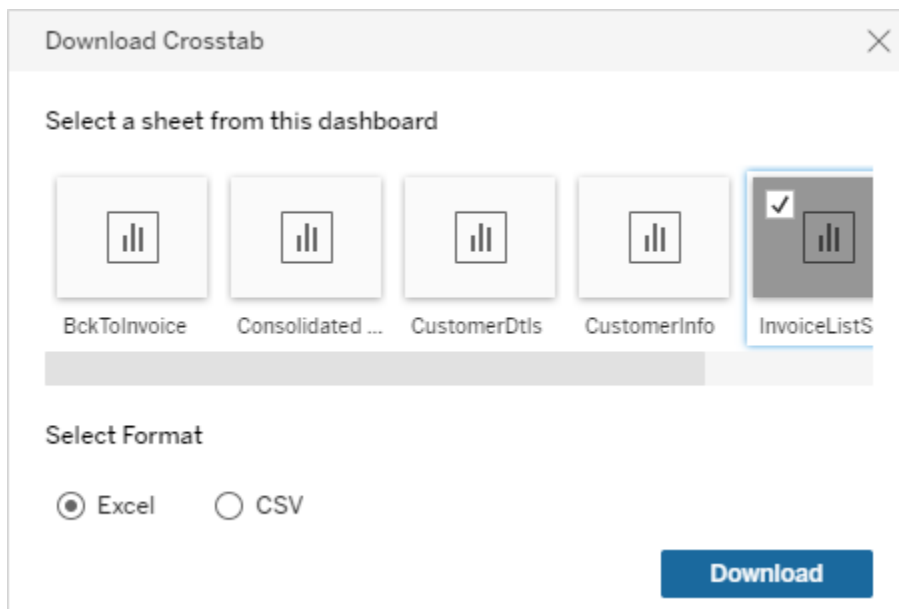 Download Crosstab
Select a sheet from this dashboard
BckToInvoice Consolidated ... CustomerDtls CustomerInfo InvoiceListS
Select Format
Excel CSV
Download